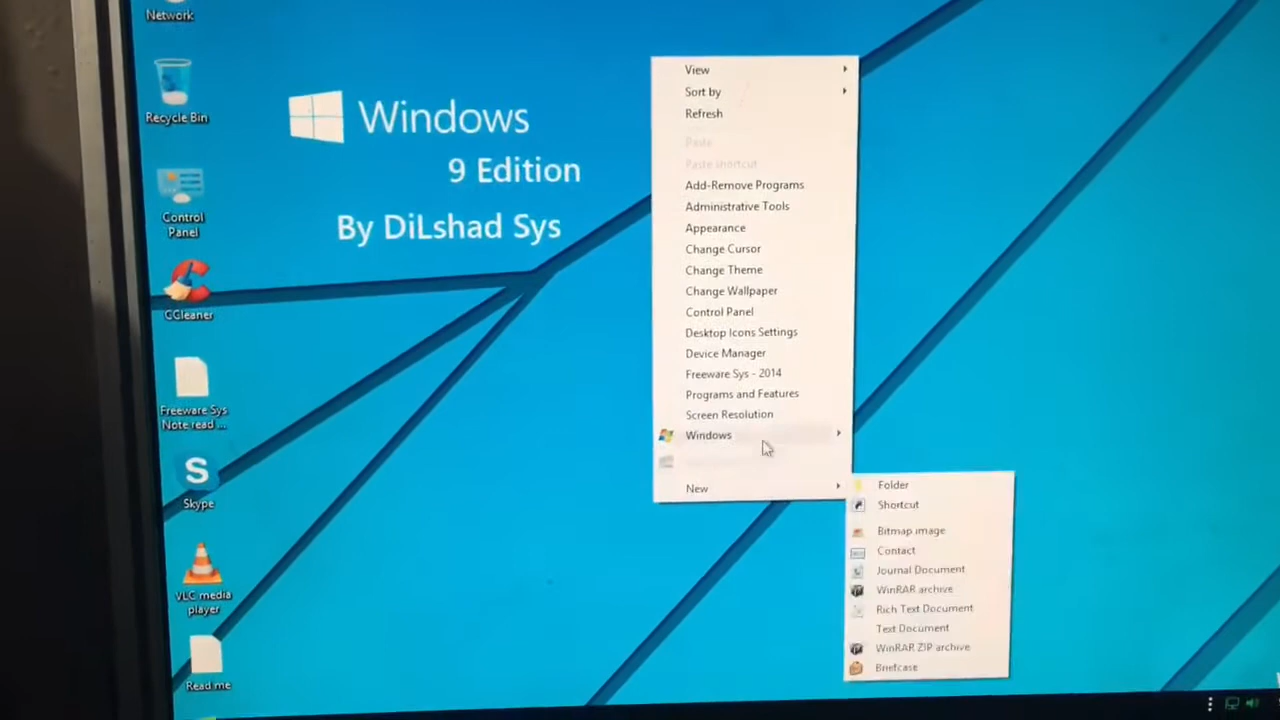 Network
Recycle Bin
Control
Panel
CCleaner
Freeware Sys
Note read ...
Skype
VLC media
player
Read me
Windows
9 Edition
By DiLshad Sys
View
Sort by
Refresh
Paste
Paste shortcut
Add-Remove Programs
Administrative Tools
Appearance
Change Cursor
Change Theme
Change Wallpaper
Control Panel
Desktop Icons Settings
Device Manager
Freeware Sys - 2014
Programs and Features
Screen Resolution
Windows
New
Folder
Shortcut
Bitmap image
Contact
Journal Document
WinRAR archive
Rich Text Document
Text Document
WinRAR ZIP archive
Briefcase